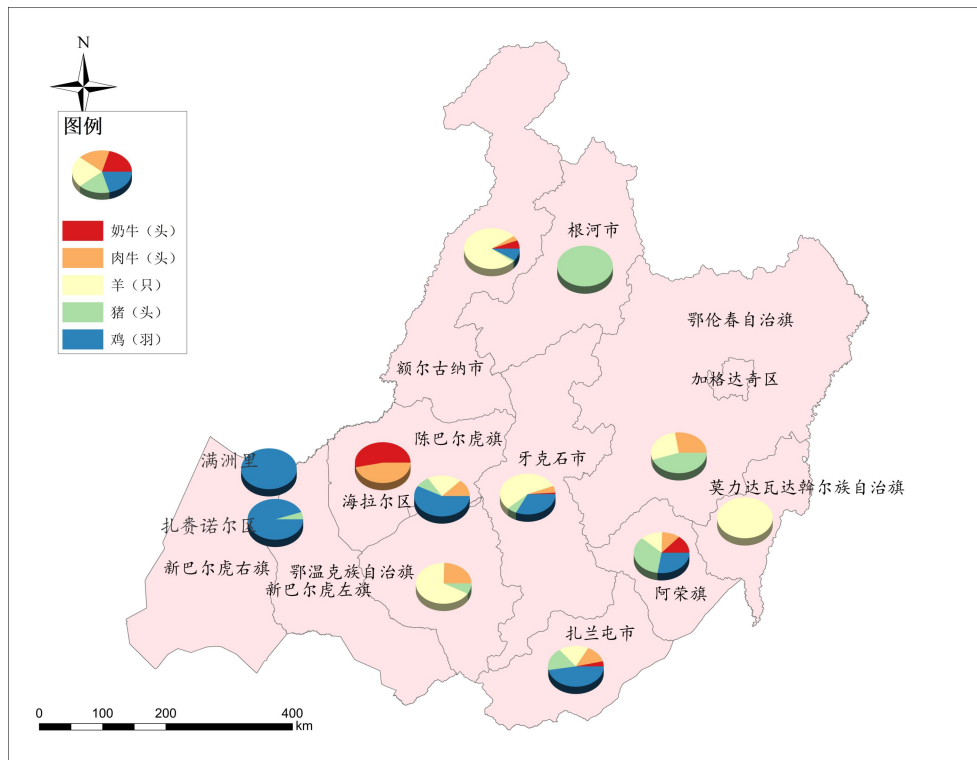 N
图例
奶牛（头）
肉牛（头）
羊（只）
猪（头）
鸡（羽）
根河市
鄂伦春自治旗
加格达奇区
额尔古纳市
陈巴尔虎旗
满洲里
牙克石市
海拉尔区
莫力达瓦达斡尔族自治旗
扎赉诺尔区
新巴尔虎右旗
鄂温克族自治旗
新巴尔虎左旗
阿荣旗
扎兰屯市
0 100 200 400
km